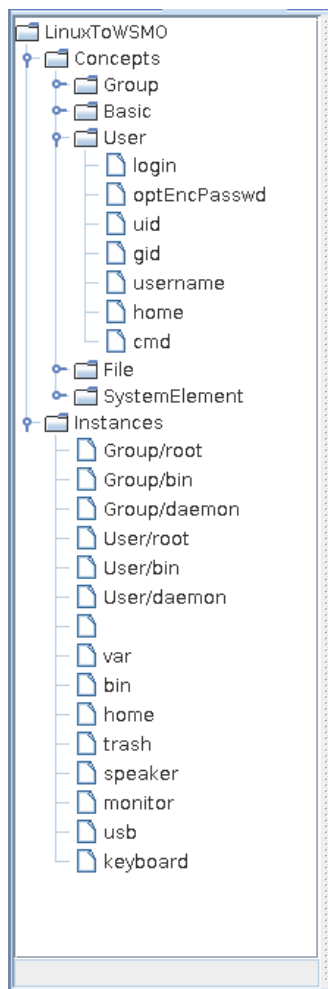 LinuxToWSMO
Concepts
Group
Basic
User
login
optEncPasswd
uid
gid
username
home
cmd
File
SystemElement
Instances
Group/root
Group/bin
Group/daemon
User/root
User/bin
User/daemon
var
bin
home
trash
speaker
monitor
usb
keyboard